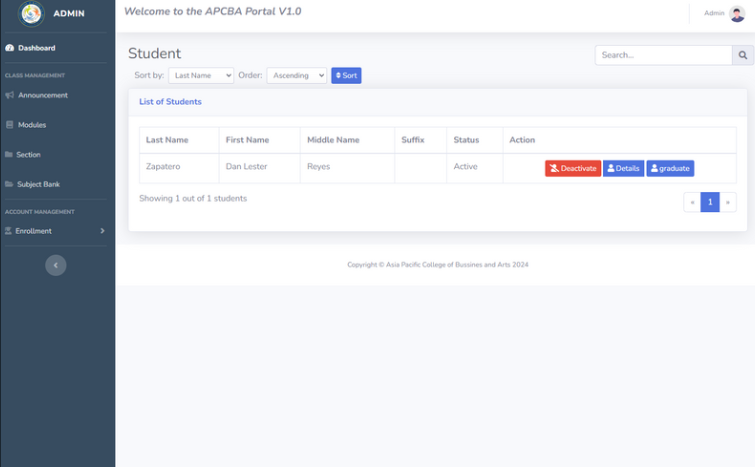 ADMIN
Welcome to the APCBA Portal V1.0
Admin
Dashboard
CLASS MANAGEMENT
Announcement
Modules
Section
Subject Bank
ACCOUNT MANAGEMENT
Enrollment
Student
Search...
Sort by: Last Name Order: Ascending Sort
List of Students
Last Name First Name Middle Name Suffix Status Action
Zapatero Dan Lester Reyes Active Deactivate Details graduate
Showing 1 out of 1 students
« 1 »
Copyright © Asia Pacific College of Bussines and Arts 2024